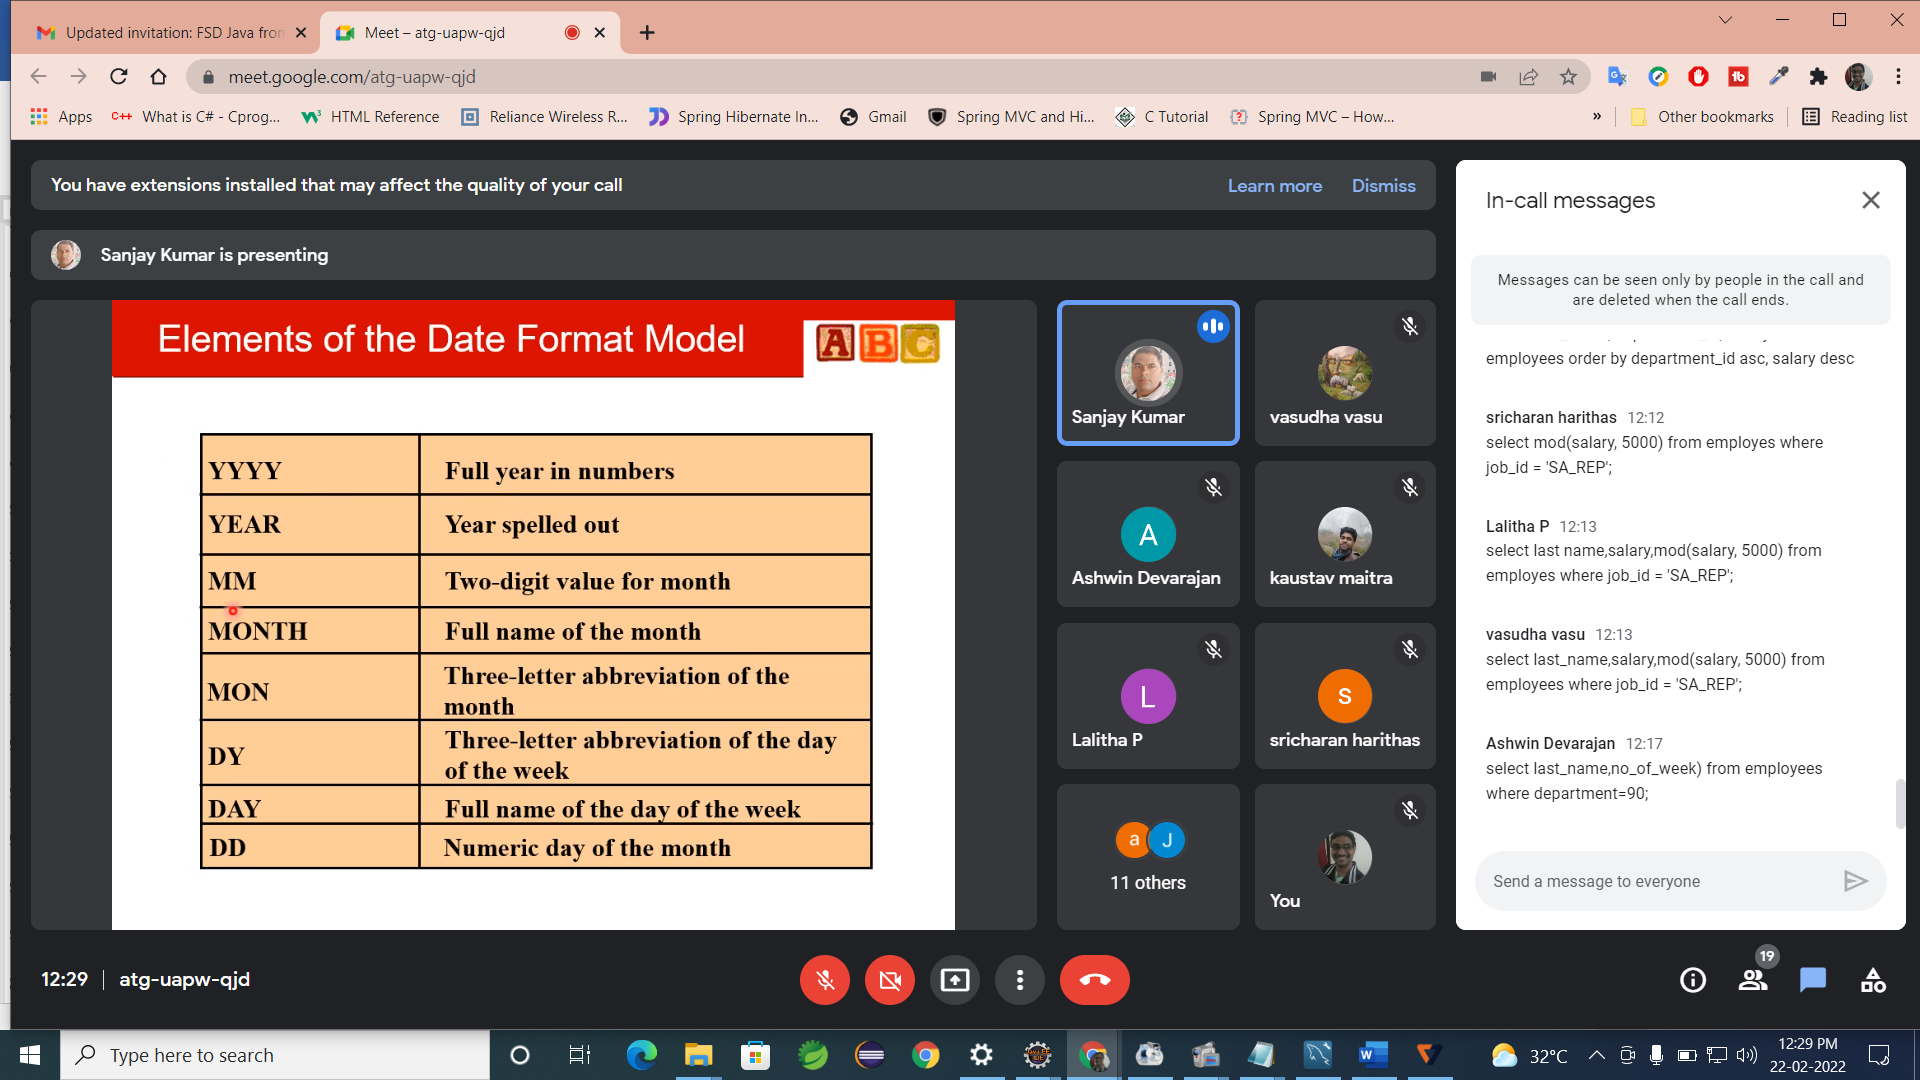 Updated invitation: FSD Java fron
Meet – atg-uapw-qjd
meet.google.com/atg-uapw-qjd
Apps
What is C# - Cprog...
HTML Reference
Reliance Wireless R...
Spring Hibernate In...
Gmail
Spring MVC and Hi...
C Tutorial
Spring MVC – How...
»
Other bookmarks
Reading list
You have extensions installed that may affect the quality of your call
Learn more
Dismiss
Sanjay Kumar is presenting
Elements of the Date Format Model
A B C
YYYY Full year in numbers
YEAR Year spelled out
MM Two-digit value for month
MONTH Full name of the month
MON Three-letter abbreviation of the
month
DY Three-letter abbreviation of the day
of the week
DAY Full name of the day of the week
DD Numeric day of the month
Sanjay Kumar
vasudha vasu
A
Ashwin Devarajan
kaustav maitra
L
Lalitha P
s
sricharan harithas
a J
11 others
You
In-call messages
Messages can be seen only by people in the call and
are deleted when the call ends.
employees order by department_id asc, salary desc
sricharan harithas 12:12
select mod(salary, 5000) from employes where
job_id = 'SA_REP';
Lalitha P 12:13
select last name,salary,mod(salary, 5000) from
employes where job_id = 'SA_REP';
vasudha vasu 12:13
select last_name,salary,mod(salary, 5000) from
employees where job_id = 'SA_REP';
Ashwin Devarajan 12:17
select last_name,no_of_week) from employees
where department=90;
Send a message to everyone
12:29 | atg-uapw-qjd
19
Type here to search
32°C
12:29 PM
22-02-2022